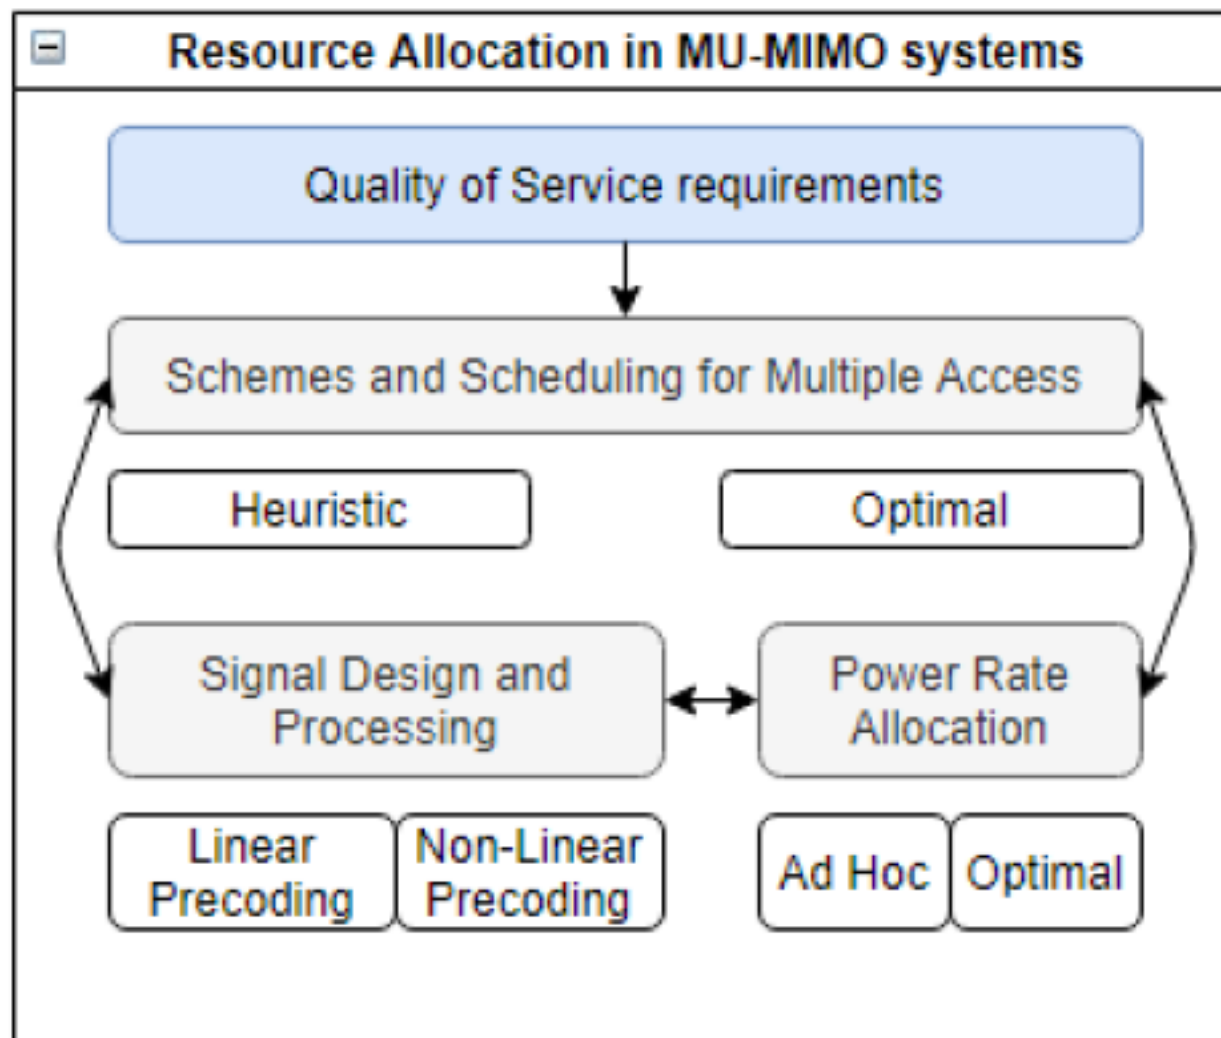 Resource Allocation in MU-MIMO systems
Quality of Service requirements
Schemes and Scheduling for Multiple Access
Heuristic
Optimal
Signal Design and
Processing
Power Rate
Allocation
Linear
Precoding
Non-Linear
Precoding
Ad Hoc
Optimal